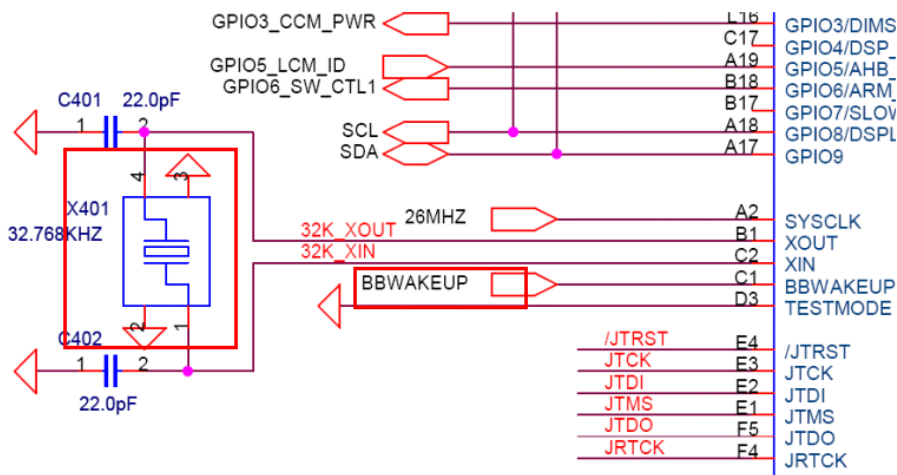 GPIO3_CCM_PWR L16 GPIO3/DIMS
C17 GPIO4/DSP_
GPIO5_LCM_ID A19 GPIO5/AHB_
GPIO6_SW_CTL1 B18 GPIO6/ARM_
B17 GPIO7/SLOW
C401 22.0pF
1 2
SCL A18 GPIO8/DSPL
SDA A17 GPIO9
4 3
X401
32.768KHZ
26MHZ A2 SYSCLK
32K_XOUT B1 XOUT
32K_XIN C2 XIN
BBWAKEUP C1 BBWAKEUP
D3 TESTMODE
2 1
C402
1 2
22.0pF
/JTRST E4 /JTRST
JTCK E3 JTCK
JTDI E2 JTDI
JTMS E1 JTMS
JTDO F5 JTDO
JRTCK F4 JRTCK